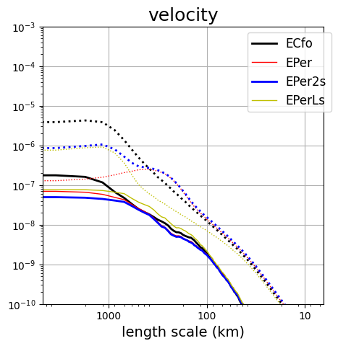 velocity
10⁻³
10⁻⁴
10⁻⁵
10⁻⁶
10⁻⁷
10⁻⁸
10⁻⁹
10⁻¹⁰
ECfo
EPer
EPer2s
EPerLs
1000 100 10
length scale (km)